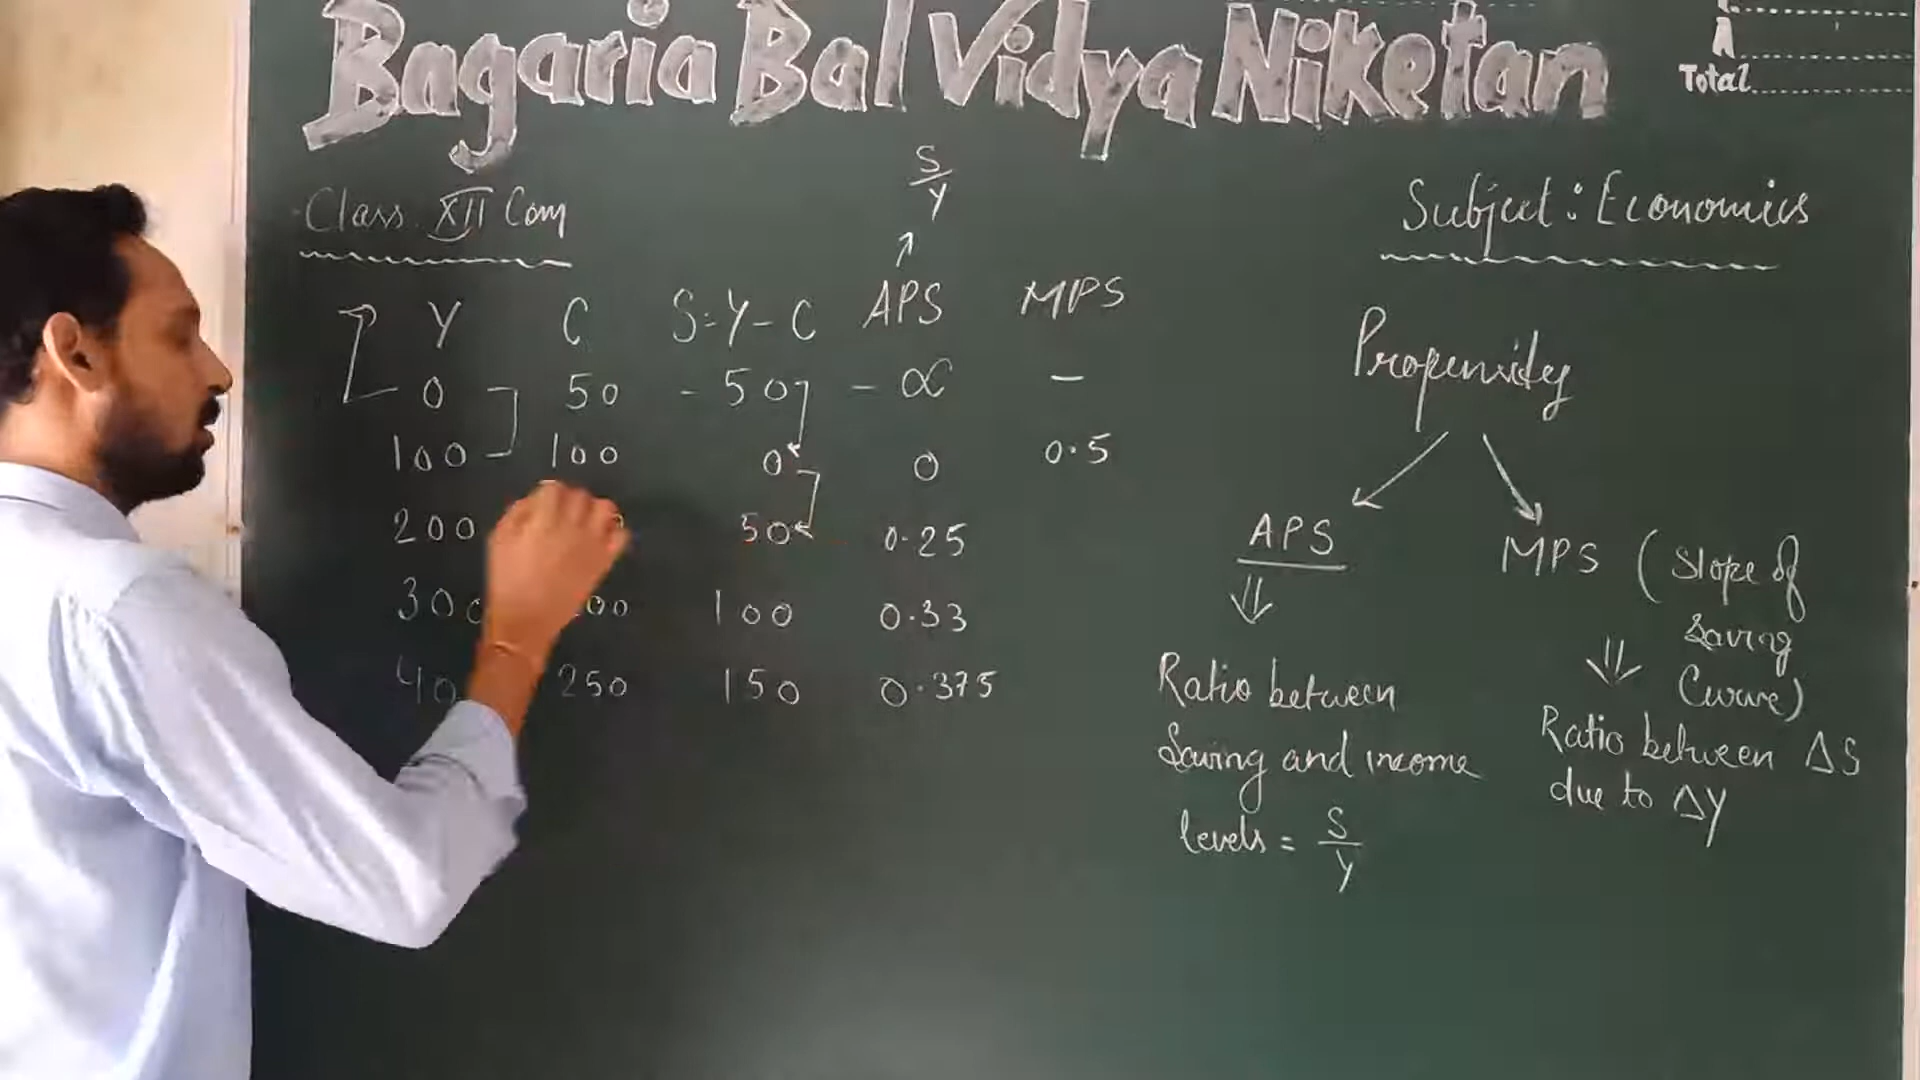 Bagaria Bal Vidya Niketan
A
Total
Class XII Com
Subject : Economics
S/Y
Y C S=Y-C APS MPS
0 50 -50 -∝ —
100 100 0 0 0.5
200 50 0.25
300 100 0.33
40 250 150 0.375
Propensity
APS
MPS (Slope of
Saving
Curve)
Ratio between
Saving and income
levels = S/Y
Ratio between ΔS
due to ΔY